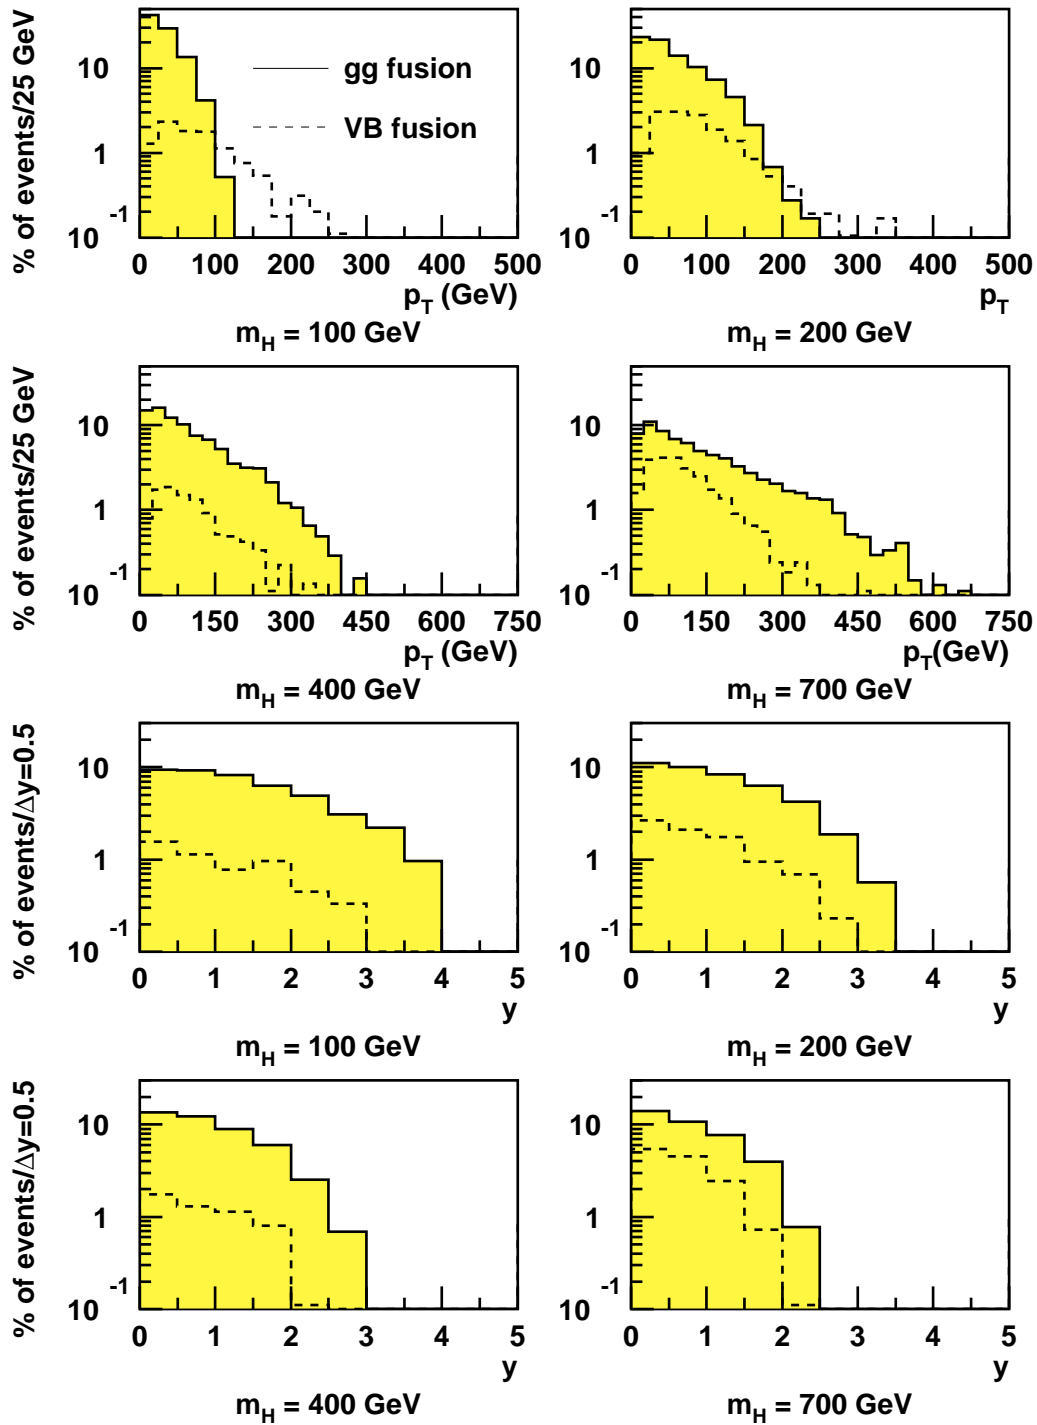 % of events/25 GeV
10
1
10 -1
gg fusion
VB fusion
0 100 200 300 400 500
p_T (GeV)
m_H = 100 GeV
10
1
10 -1
0 100 200 300 400 500
p_T
m_H = 200 GeV
% of events/25 GeV
10
1
10 -1
0 150 300 450 600 750
p_T (GeV)
m_H = 400 GeV
10
1
10 -1
0 150 300 450 600 750
p_T(GeV)
m_H = 700 GeV
% of events/Δy=0.5
10
1
10 -1
0 1 2 3 4 5
y
m_H = 100 GeV
10
1
10 -1
0 1 2 3 4 5
y
m_H = 200 GeV
% of events/Δy=0.5
10
1
10 -1
0 1 2 3 4 5
y
m_H = 400 GeV
10
1
10 -1
0 1 2 3 4 5
y
m_H = 700 GeV